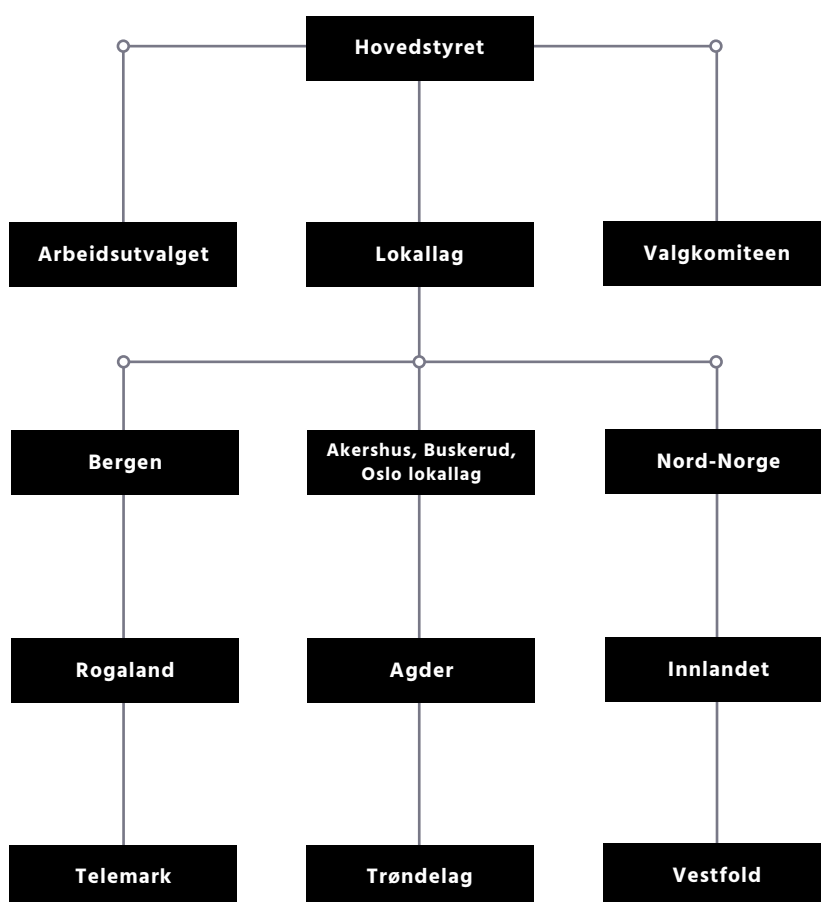 Hovedstyret
Arbeidsutvalget
Lokallag
Valgkomiteen
Bergen
Akershus, Buskerud,
Oslo lokallag
Nord-Norge
Rogaland
Agder
Innlandet
Telemark
Trøndelag
Vestfold